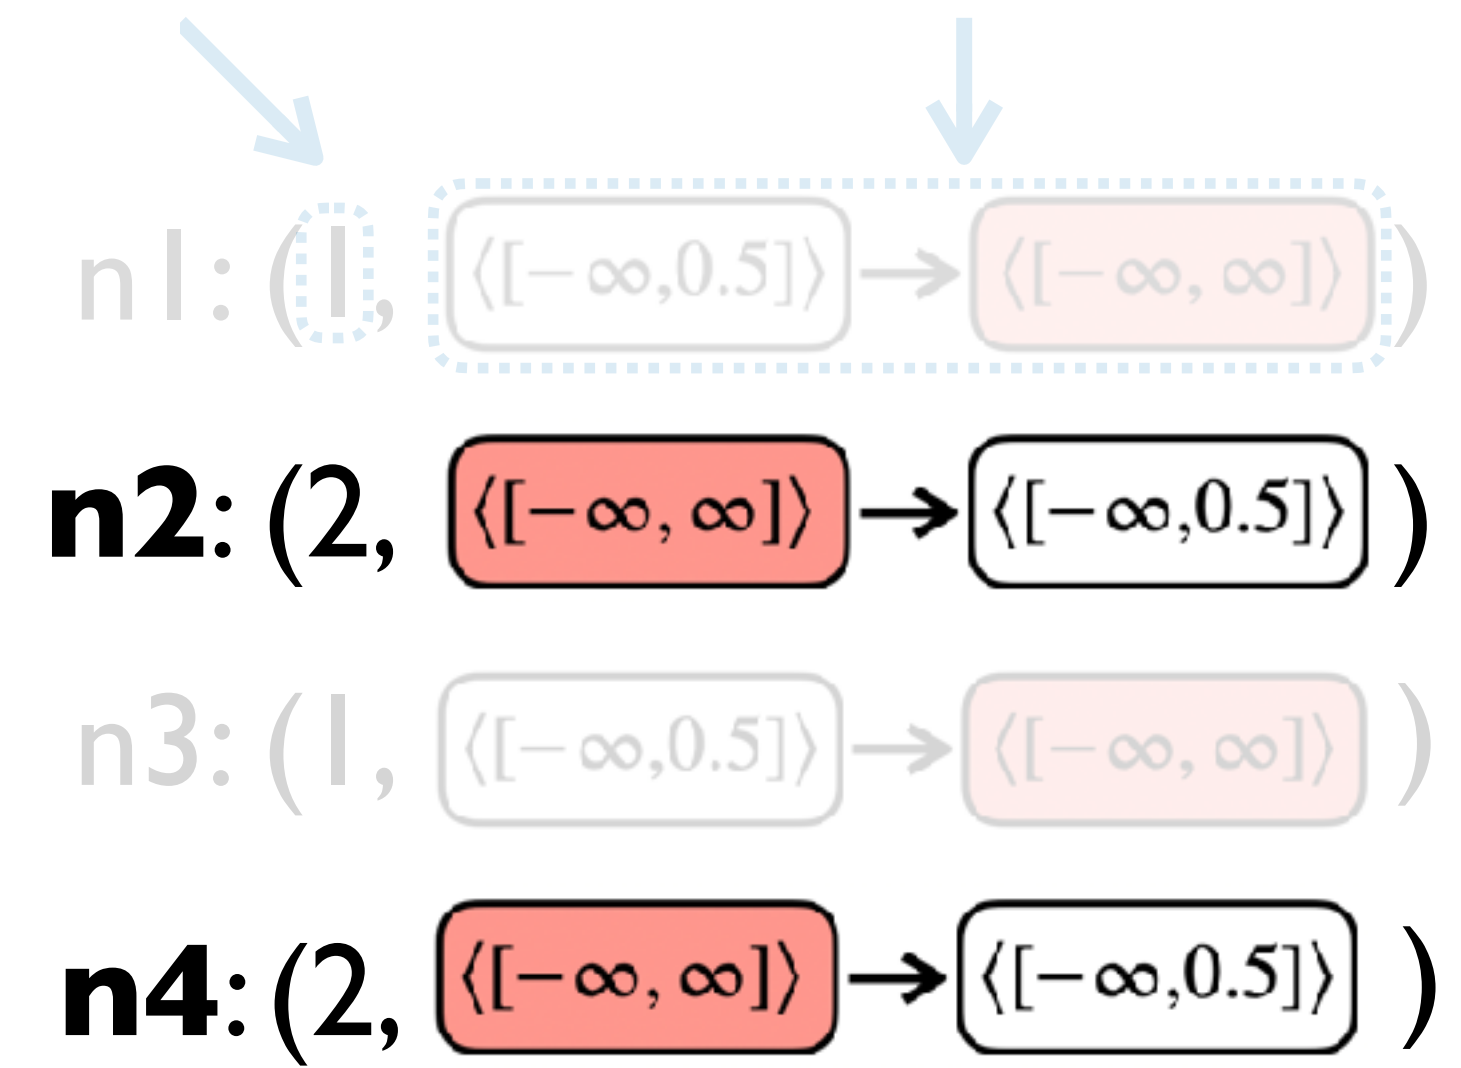 n1: (1, ⟨[−∞,0.5]⟩ → ⟨[−∞, ∞]⟩ )
n2: (2, ⟨[−∞, ∞]⟩ → ⟨[−∞,0.5]⟩ )
n3: (1, ⟨[−∞,0.5]⟩ → ⟨[−∞, ∞]⟩ )
n4: (2, ⟨[−∞, ∞]⟩ → ⟨[−∞,0.5]⟩ )